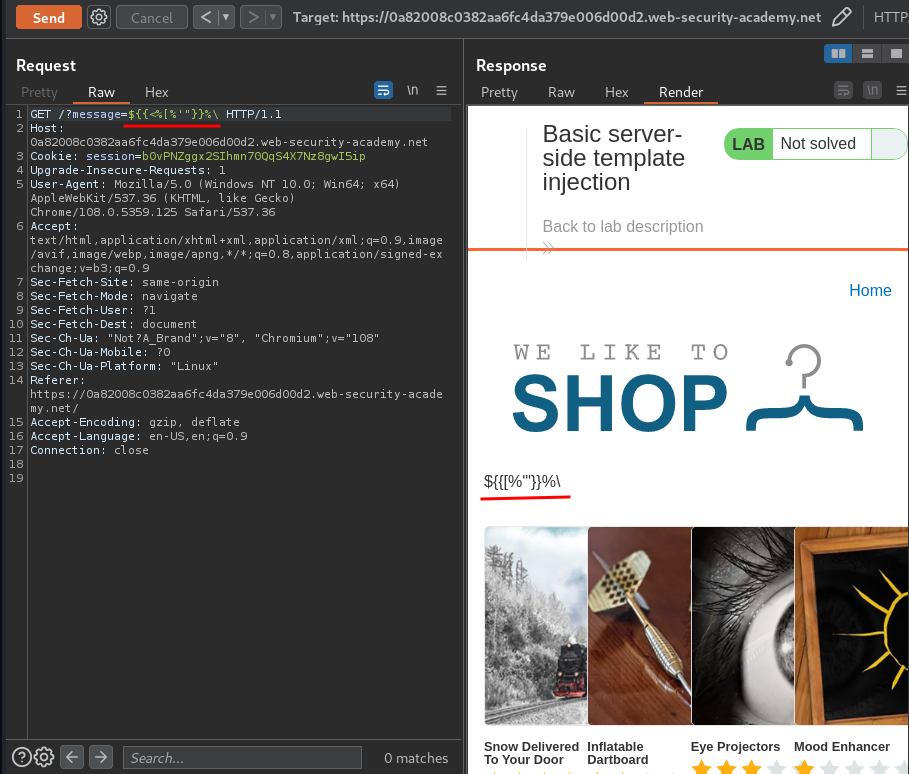 Send
Cancel
Target: https://0a82008c0382aa6fc4da379e006d00d2.web-security-academy.net
HTTP/
Request
Pretty
Raw
Hex
\n
1 GET /?message=${{<%[%'"}}%\ HTTP/1.1
2 Host:
0a82008c0382aa6fc4da379e006d00d2.web-security-academy.net
3 Cookie: session=bOvPNZggx2SIhmn70QqS4X7Nz8gwI5ip
4 Upgrade-Insecure-Requests: 1
5 User-Agent: Mozilla/5.0 (Windows NT 10.0; Win64; x64)
AppleWebKit/537.36 (KHTML, like Gecko)
Chrome/108.0.5359.125 Safari/537.36
6 Accept:
text/html,application/xhtml+xml,application/xml;q=0.9,image
/avif,image/webp,image/apng,*/*;q=0.8,application/signed-ex
change;v=b3;q=0.9
7 Sec-Fetch-Site: same-origin
8 Sec-Fetch-Mode: navigate
9 Sec-Fetch-User: ?1
10 Sec-Fetch-Dest: document
11 Sec-Ch-Ua: "Not?A_Brand";v="8", "Chromium";v="108"
12 Sec-Ch-Ua-Mobile: ?0
13 Sec-Ch-Ua-Platform: "Linux"
14 Referer:
https://0a82008c0382aa6fc4da379e006d00d2.web-security-acade
my.net/
15 Accept-Encoding: gzip, deflate
16 Accept-Language: en-US,en;q=0.9
17 Connection: close
18
19
Search...
0 matches
Response
Pretty
Raw
Hex
Render
\n
Basic server-
side template
injection
LAB Not solved
Back to lab description
Home
WE LIKE TO
SHOP
${{[%'"}}%\
Snow Delivered
To Your Door
Inflatable
Dartboard
Eye Projectors
Mood Enhancer